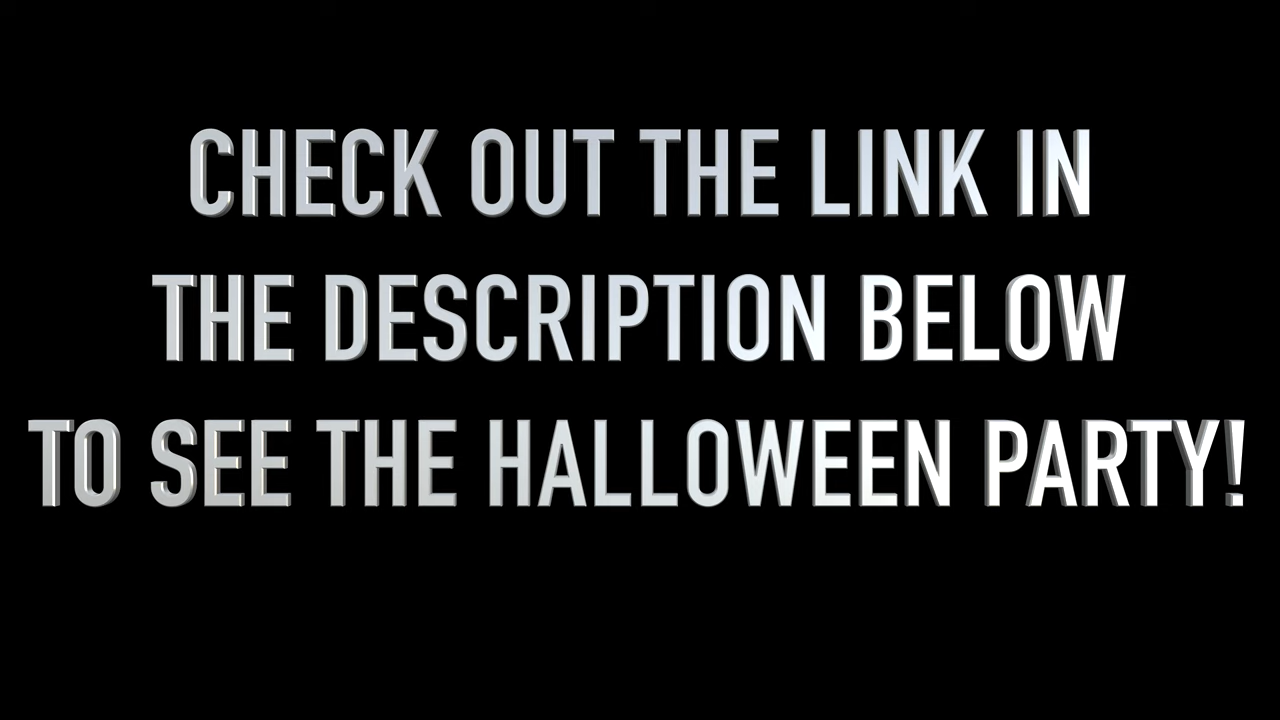 CHECK OUT THE LINK IN
THE DESCRIPTION BELOW
TO SEE THE HALLOWEEN PARTY!